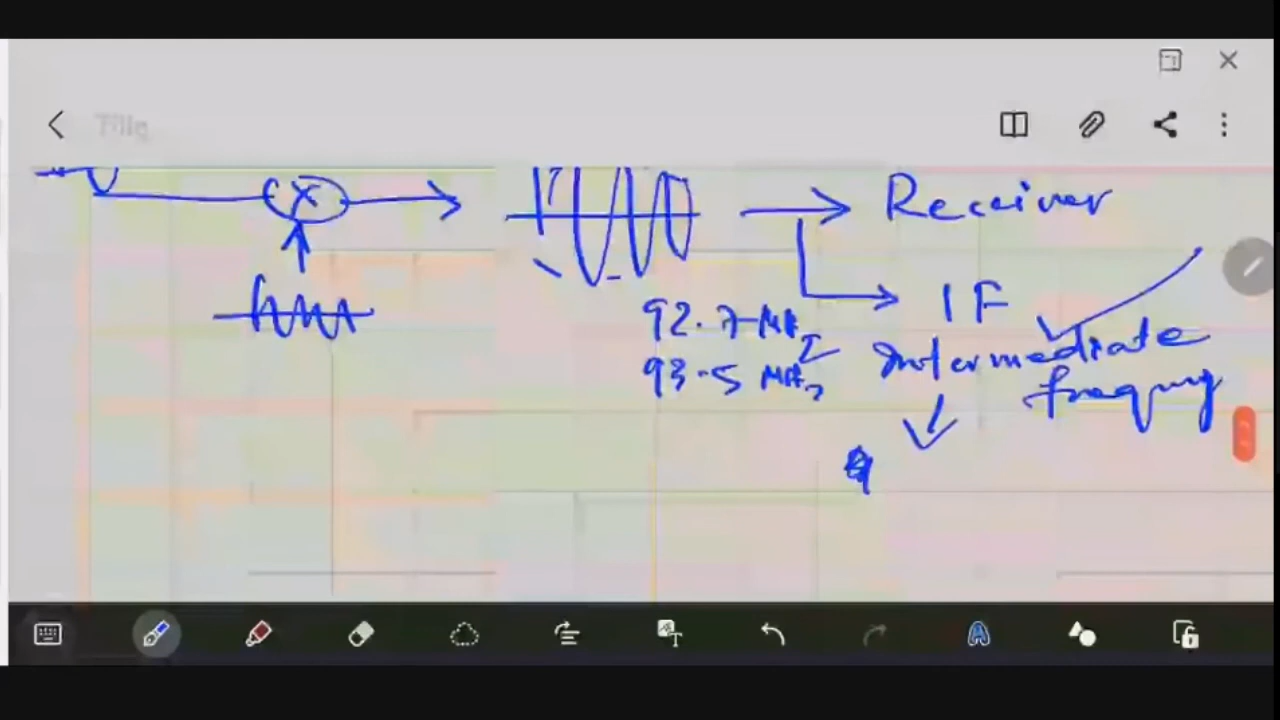 Title
Receiver
IF
92.7 MHz
93.5 MHz
Intermediate
frequency